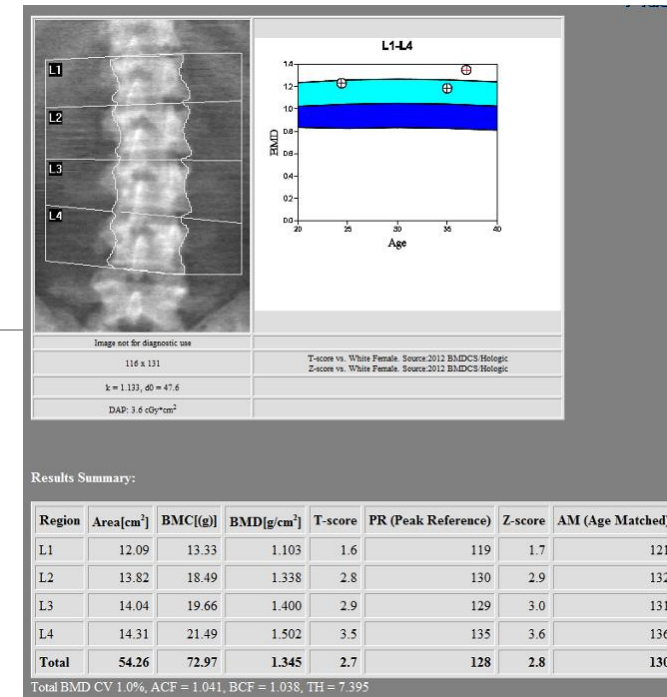 L1
L2
L3
L4
L1-L4
1.4
1.2
1.0
0.8
0.6
0.4
0.2
0.0
BMD
20 25 30 35 40
Age
Image not for diagnostic use
116 x 131
k = 1.133, d0 = 47.6
DAP: 3.6 cGy*cm²
T-score vs. White Female. Source:2012 BMDCS/Hologic
Z-score vs. White Female. Source:2012 BMDCS/Hologic
Results Summary:
Region Area[cm²] BMC[(g)] BMD[g/cm²] T-score PR (Peak Reference) Z-score AM (Age Matched)
L1 12.09 13.33 1.103 1.6 119 1.7 121
L2 13.82 18.49 1.338 2.8 130 2.9 132
L3 14.04 19.66 1.400 2.9 129 3.0 131
L4 14.31 21.49 1.502 3.5 135 3.6 136
Total 54.26 72.97 1.345 2.7 128 2.8 130
Total BMD CV 1.0%, ACF = 1.041, BCF = 1.038, TH = 7.395